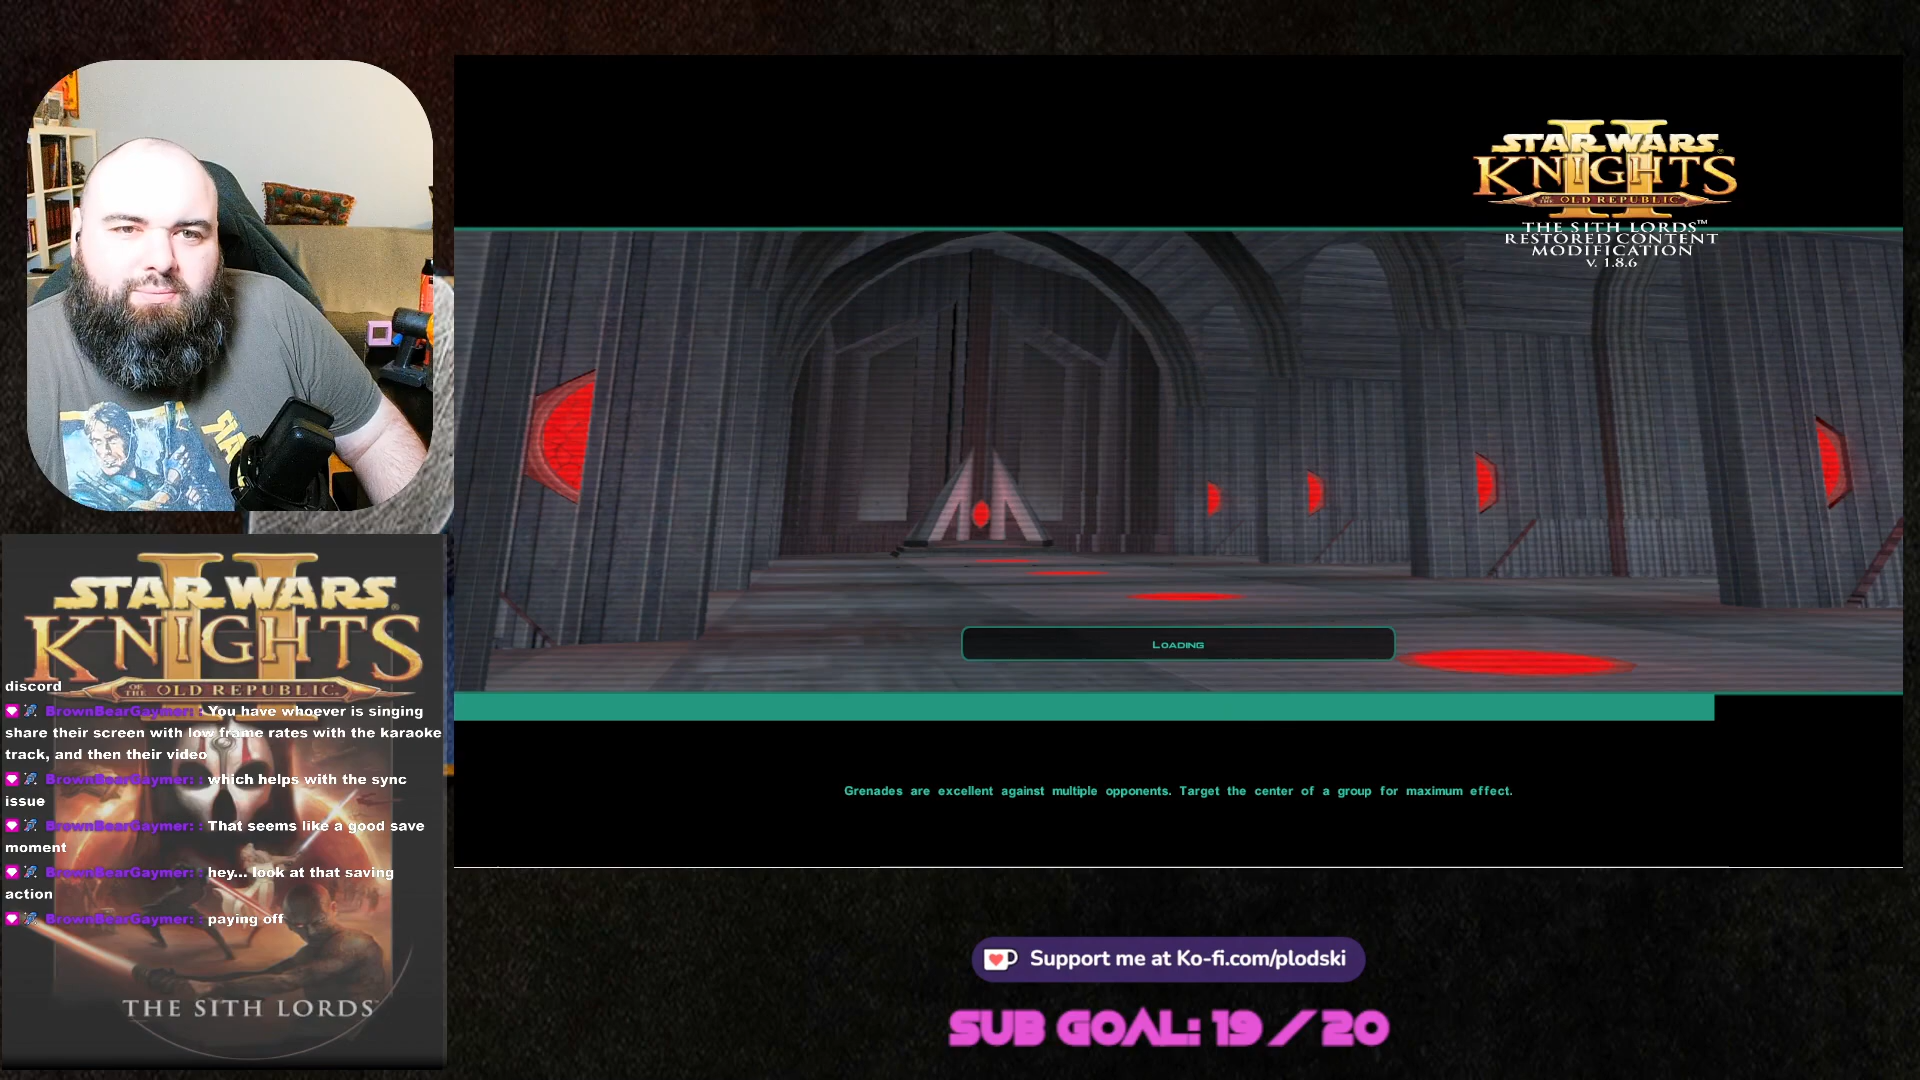 STAR WARS
KNIGHTS
II
OF THE OLD REPUBLIC
THE SITH LORDS™
RESTORED CONTENT
MODIFICATION
V. 1.8.6
LOADING
Grenades are excellent against multiple opponents. Target the center of a group for maximum effect.
STAR WARS
KNIGHTS
II
OF THE OLD REPUBLIC
discord
BrownBearGaymer: : You have whoever is singing
share their screen with low frame rates with the karaoke
track, and then their video
BrownBearGaymer: : which helps with the sync
issue
BrownBearGaymer: : That seems like a good save
moment
BrownBearGaymer: : hey... look at that saving
action
BrownBearGaymer: : paying off
THE SITH LORDS
Support me at Ko-fi.com/plodski
SUB GOAL: 19 / 20